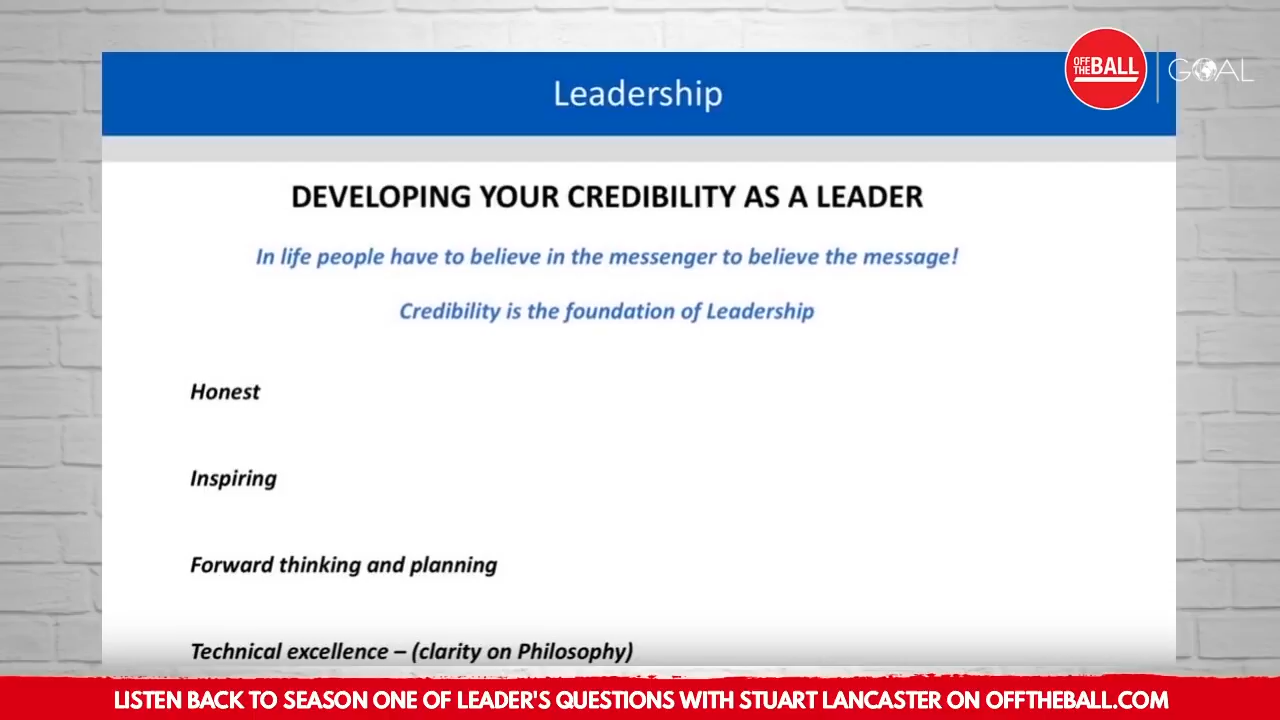 OFF
THE BALL
GOAL
Leadership
DEVELOPING YOUR CREDIBILITY AS A LEADER
In life people have to believe in the messenger to believe the message!
Credibility is the foundation of Leadership
Honest
Inspiring
Forward thinking and planning
Technical excellence – (clarity on Philosophy)
LISTEN BACK TO SEASON ONE OF LEADER'S QUESTIONS WITH STUART LANCASTER ON OFFTHEBALL.COM